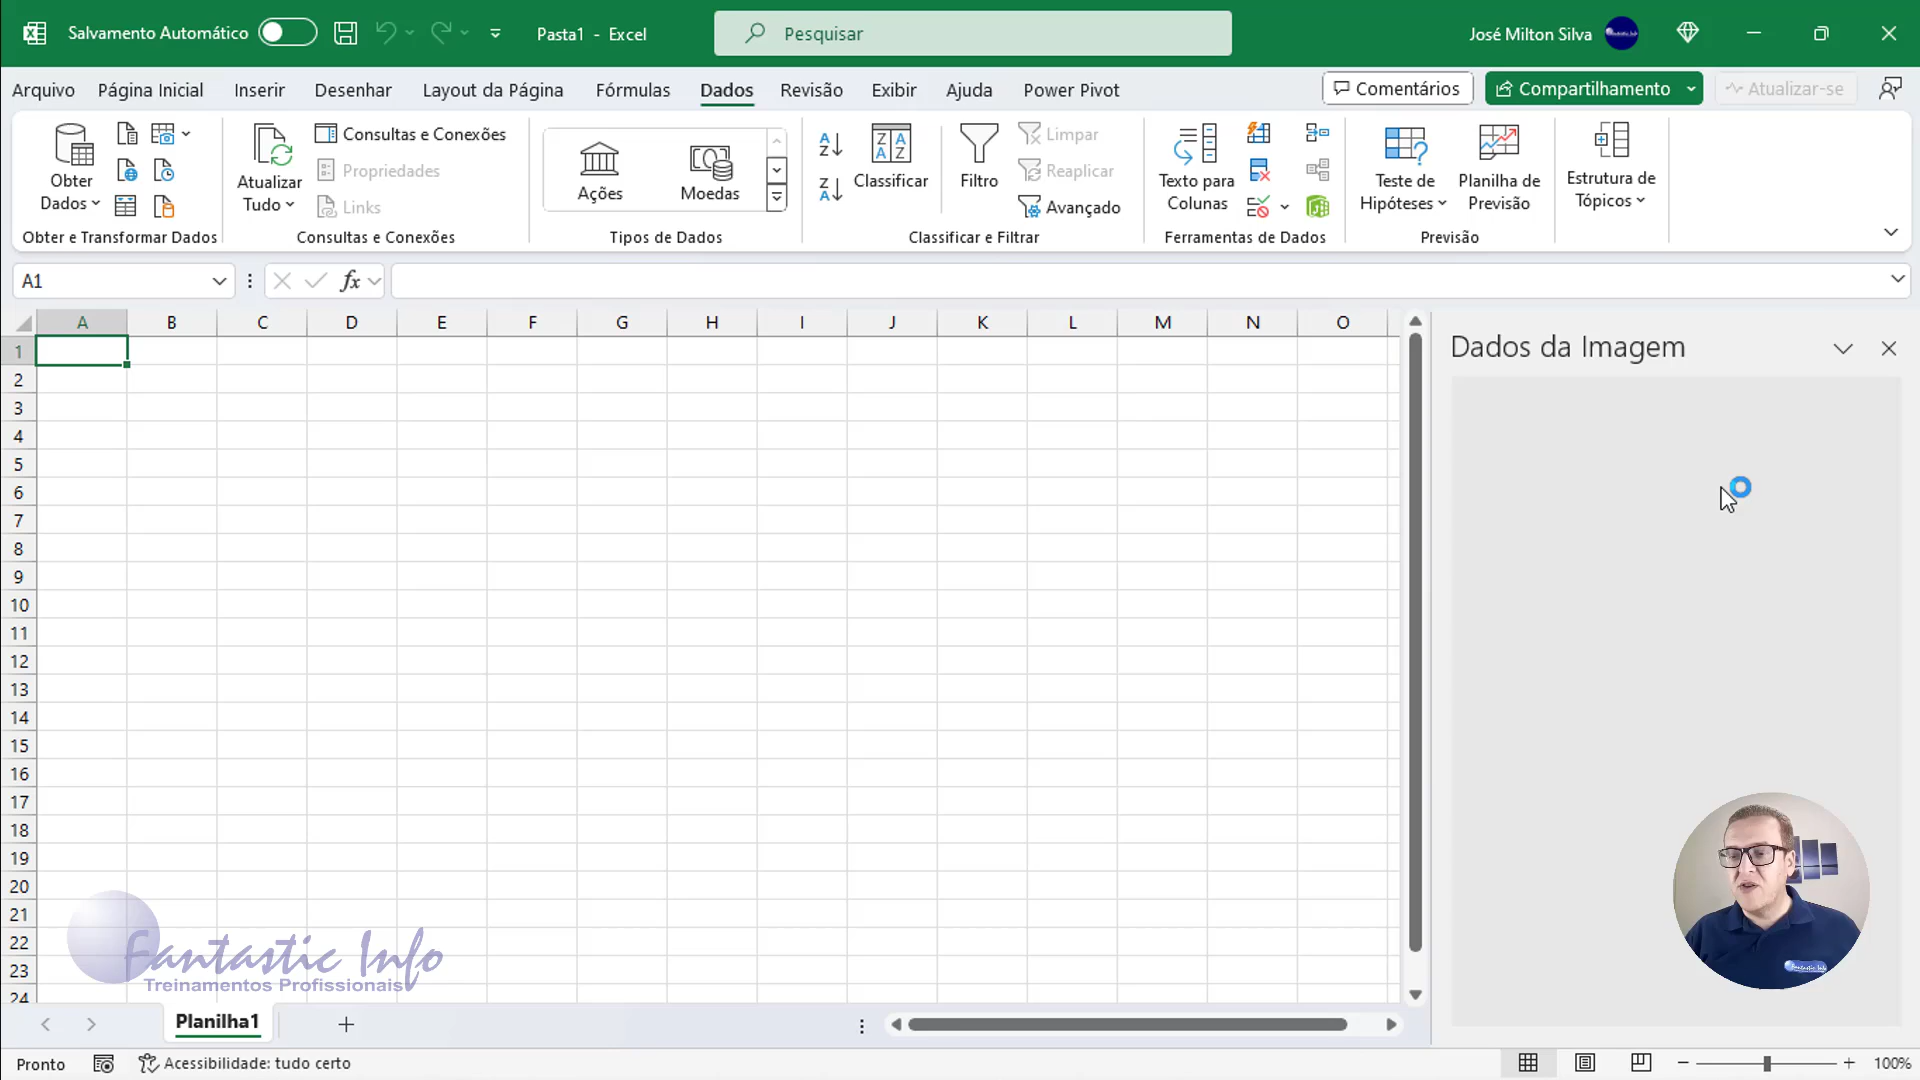 Salvamento Automático
Pasta1 - Excel
Pesquisar
José Milton Silva
Arquivo
Página Inicial
Inserir
Desenhar
Layout da Página
Fórmulas
Dados
Revisão
Exibir
Ajuda
Power Pivot
Comentários
Compartilhamento
Atualizar-se
Obter
Dados
Obter e Transformar Dados
Atualizar
Tudo
Consultas e Conexões
Propriedades
Links
Consultas e Conexões
Ações
Moedas
Tipos de Dados
Classificar
Filtro
Limpar
Reaplicar
Avançado
Classificar e Filtrar
Texto para
Colunas
Ferramentas de Dados
Teste de
Hipóteses
Planilha de
Previsão
Previsão
Estrutura de
Tópicos
A1
fx
A B C D E F G H I J K L M N O
1
2
3
4
5
6
7
8
9
10
11
12
13
14
15
16
17
18
19
20
21
22
23
24
Dados da Imagem
Fantastic Info
Treinamentos Profissionais
Planilha1
Pronto
Acessibilidade: tudo certo
100%